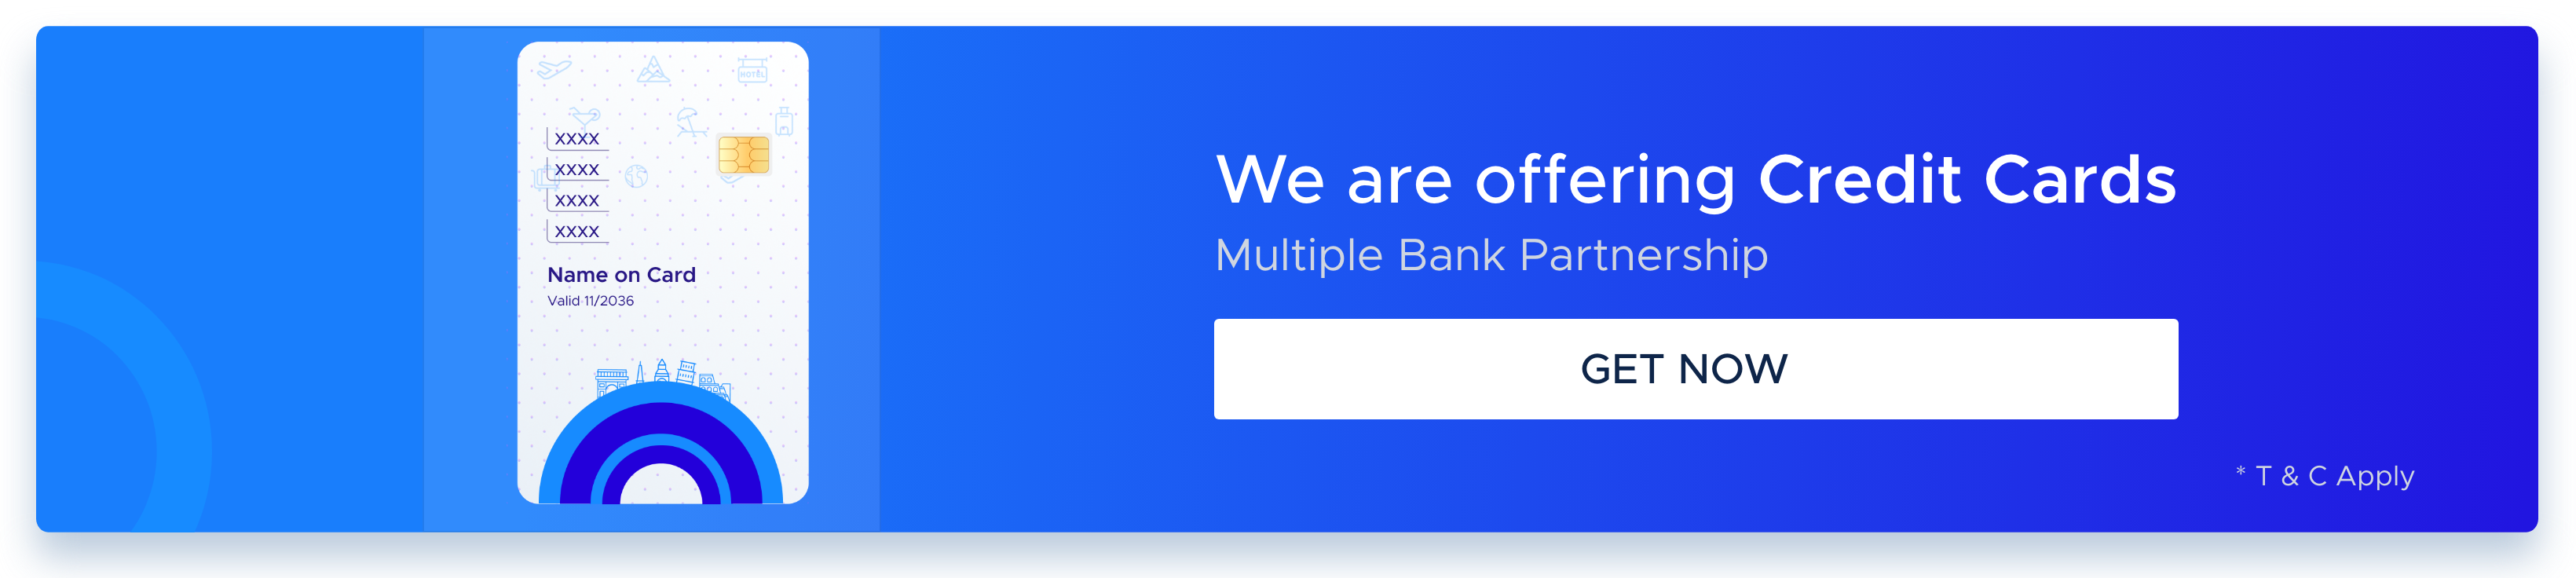 HOTEL
XXXX
XXXX
XXXX
XXXX
Name on Card
Valid 11/2036
We are offering Credit Cards
Multiple Bank Partnership
GET NOW
* T & C Apply